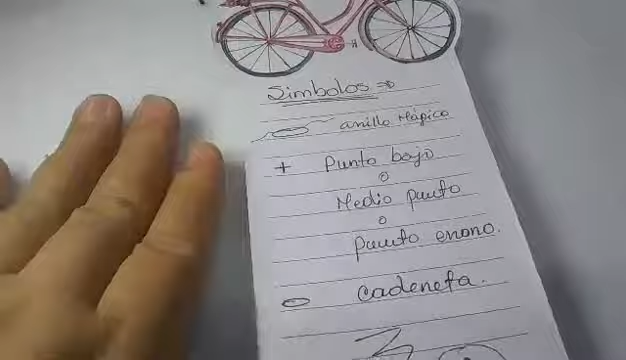 Simbolos ⇒
anillo Mágico
+ Punto bajo
o
Medio punto
o
punto enano.
cadeneta.